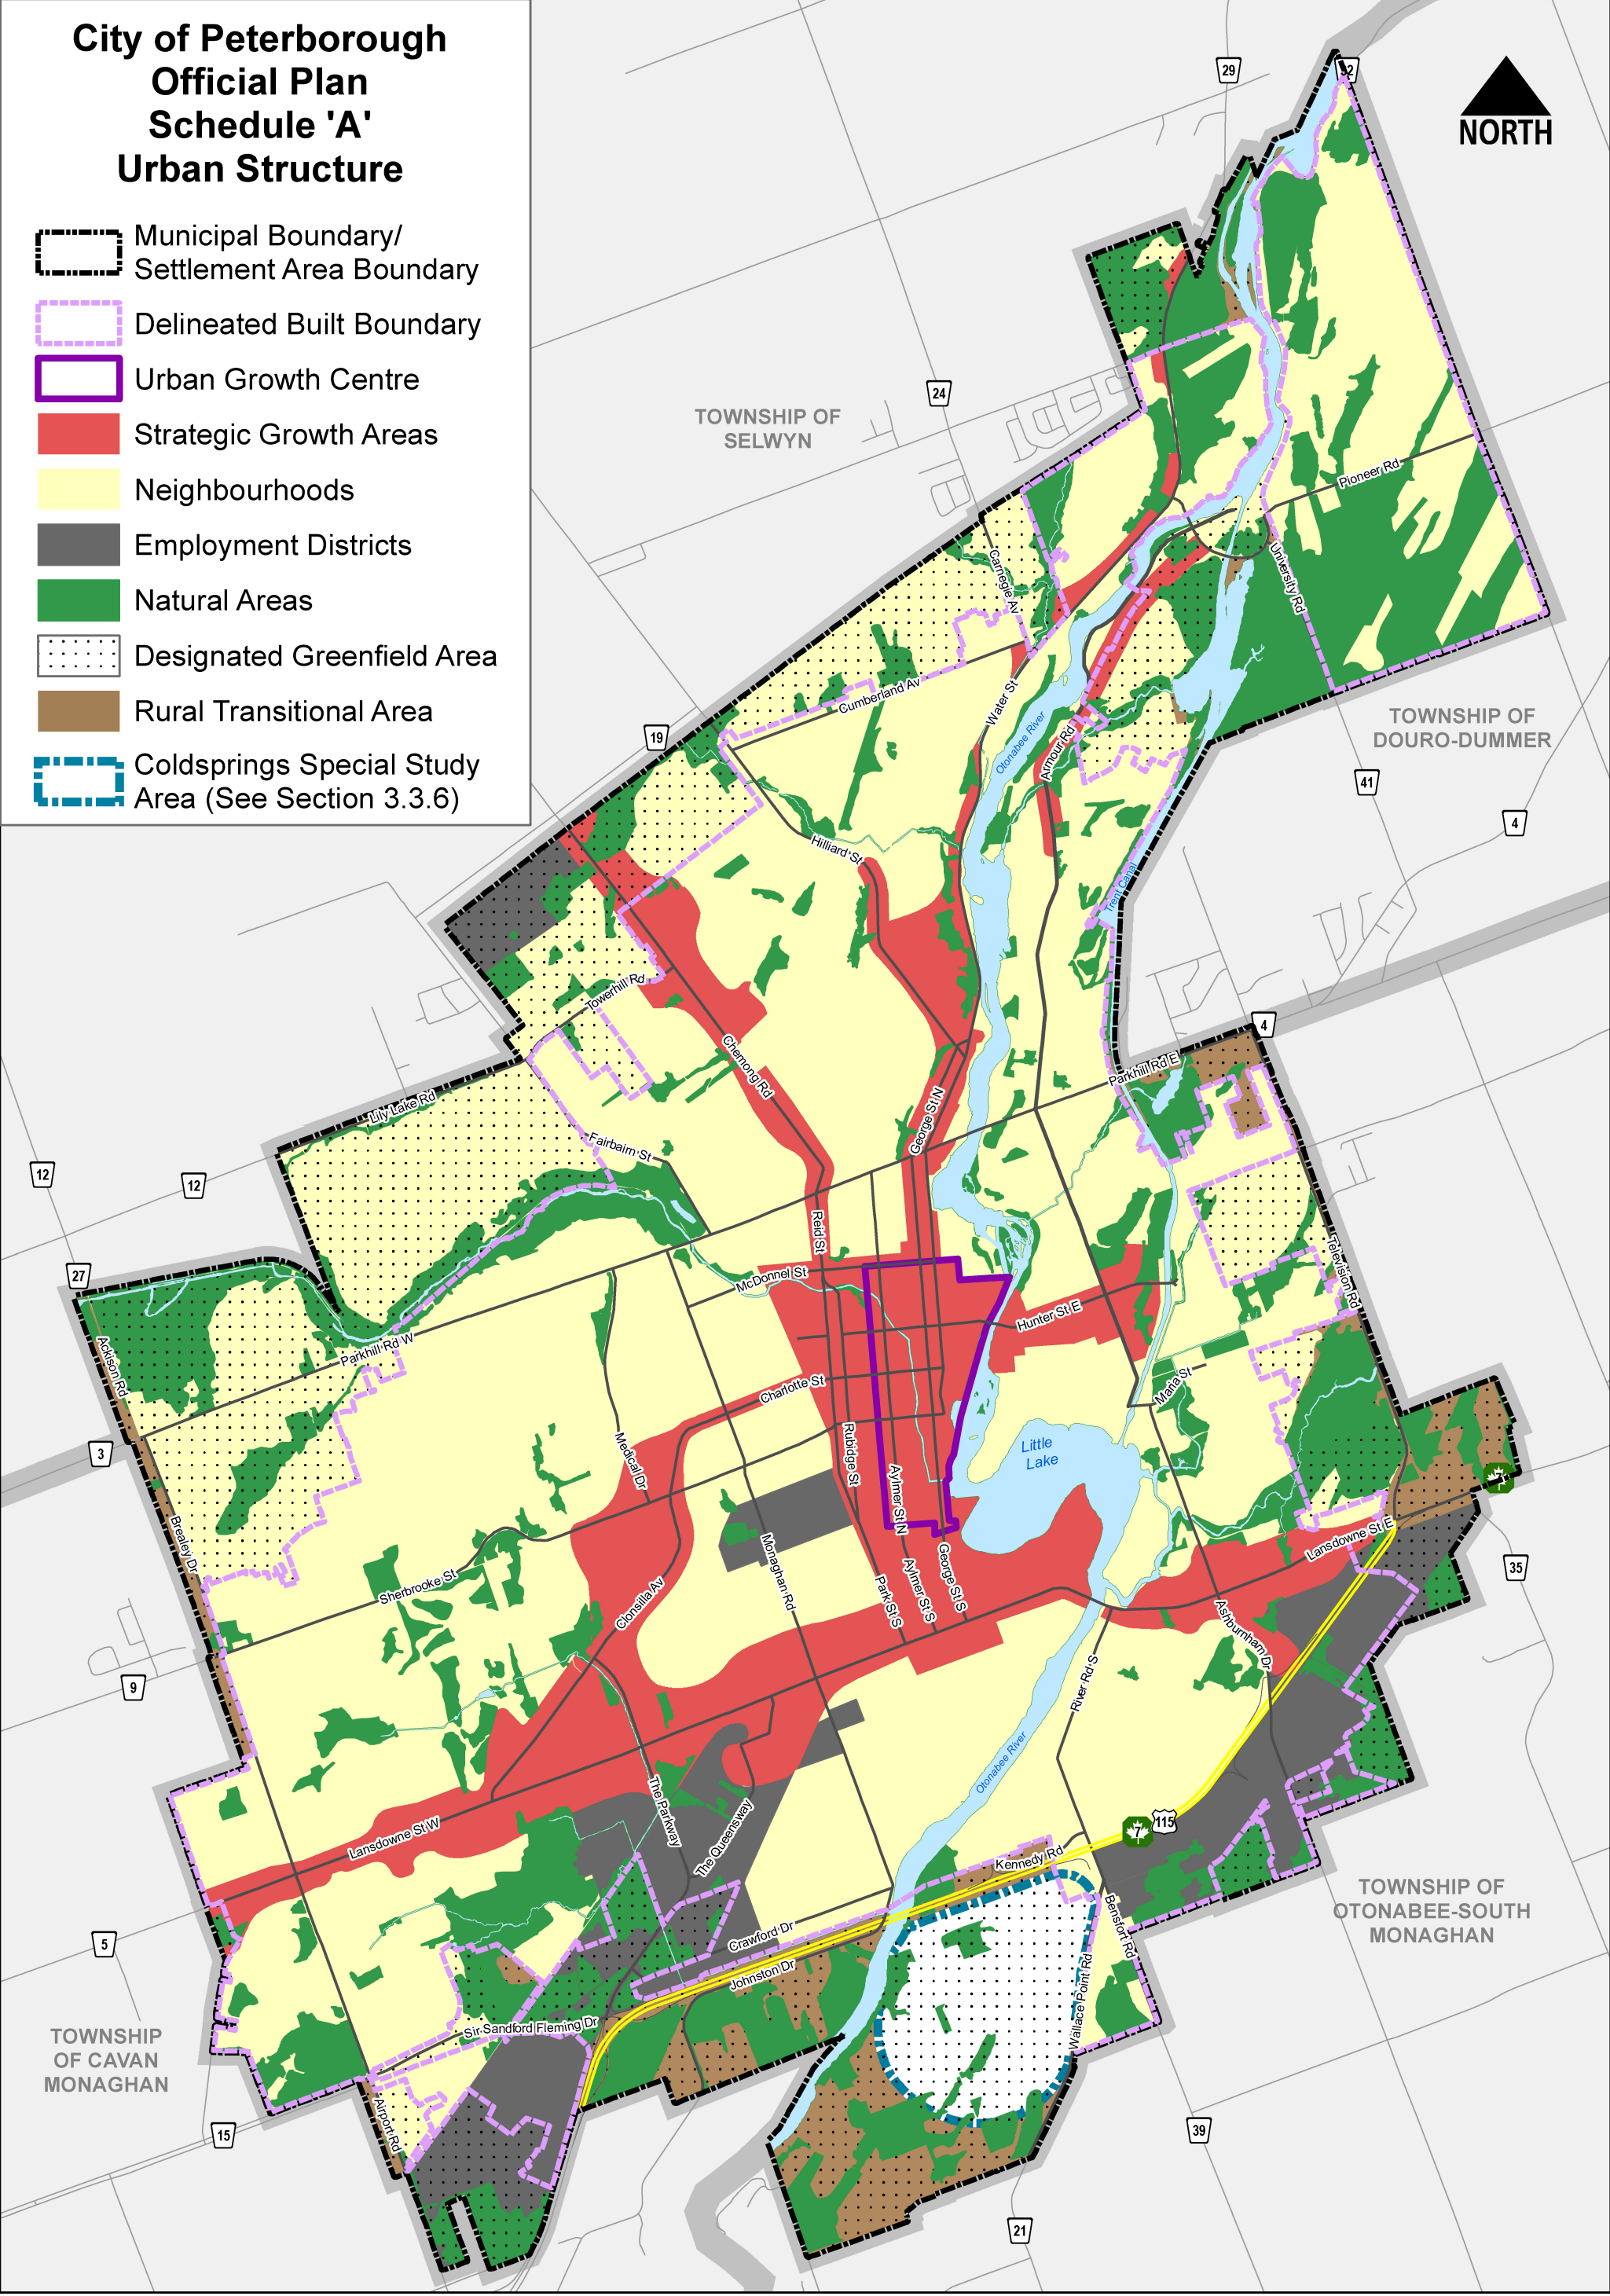 City of Peterborough
Official Plan
Schedule 'A'
Urban Structure
Municipal Boundary/
Settlement Area Boundary
Delineated Built Boundary
Urban Growth Centre
Strategic Growth Areas
Neighbourhoods
Employment Districts
Natural Areas
Designated Greenfield Area
Rural Transitional Area
Coldsprings Special Study
Area (See Section 3.3.6)
NORTH
29
32
24
TOWNSHIP OF
SELWYN
Pioneer Rd
University Rd
Carnegie Av
Cumberland Av
Water St
Otonabee River
Armour Rd
19
TOWNSHIP OF
DOURO-DUMMER
41
4
Hilliard St
Trent Canal
Towerhill Rd
Chemong Rd
4
Parkhill Rd E
Lily Lake Rd
George St N
Fairbairn St
12
12
Reid St
27
McDonnel St
Television Rd
Hunter St E
Parkhill Rd W
Ackison Rd
Charlotte St
Maria St
Medical Dr
Rubidge St
Little
Lake
3
Aylmer St N
7
Brealey Dr
Monaghan Rd
George St S
Lansdowne St E
35
Sherbrooke St
Clonsilla Av
Park St S
Aylmer St S
Ashburnham Dr
9
River Rd S
Otonabee River
The Parkway
The Queensway
Lansdowne St W
7
115
Kennedy Rd
TOWNSHIP OF
OTONABEE-SOUTH
MONAGHAN
Bensfort Rd
5
Crawford Dr
Johnston Dr
Wallace Point Rd
Sir Sandford Fleming Dr
TOWNSHIP
OF CAVAN
MONAGHAN
Airport Rd
15
39
21